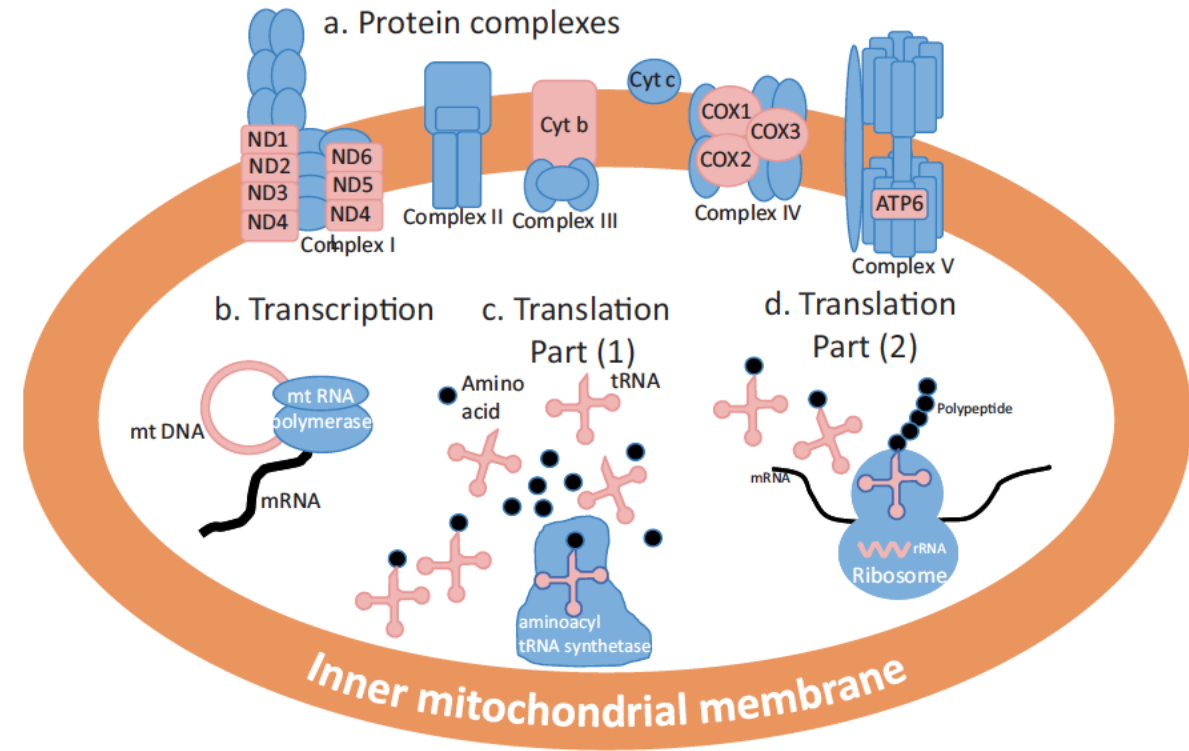 a. Protein complexes
ND1
ND2
ND3
ND4
ND6
ND5
ND4
L
Complex I
Complex II
Cyt b
Complex III
Cyt c
COX1
COX3
COX2
Complex IV
ATP6
Complex V
b. Transcription
mt DNA
mt RNA
polymerase
mRNA
c. Translation
Part (1)
Amino
acid
tRNA
aminoacyl
tRNA synthetase
d. Translation
Part (2)
Polypeptide
mRNA
rRNA
Ribosome
Inner mitochondrial membrane